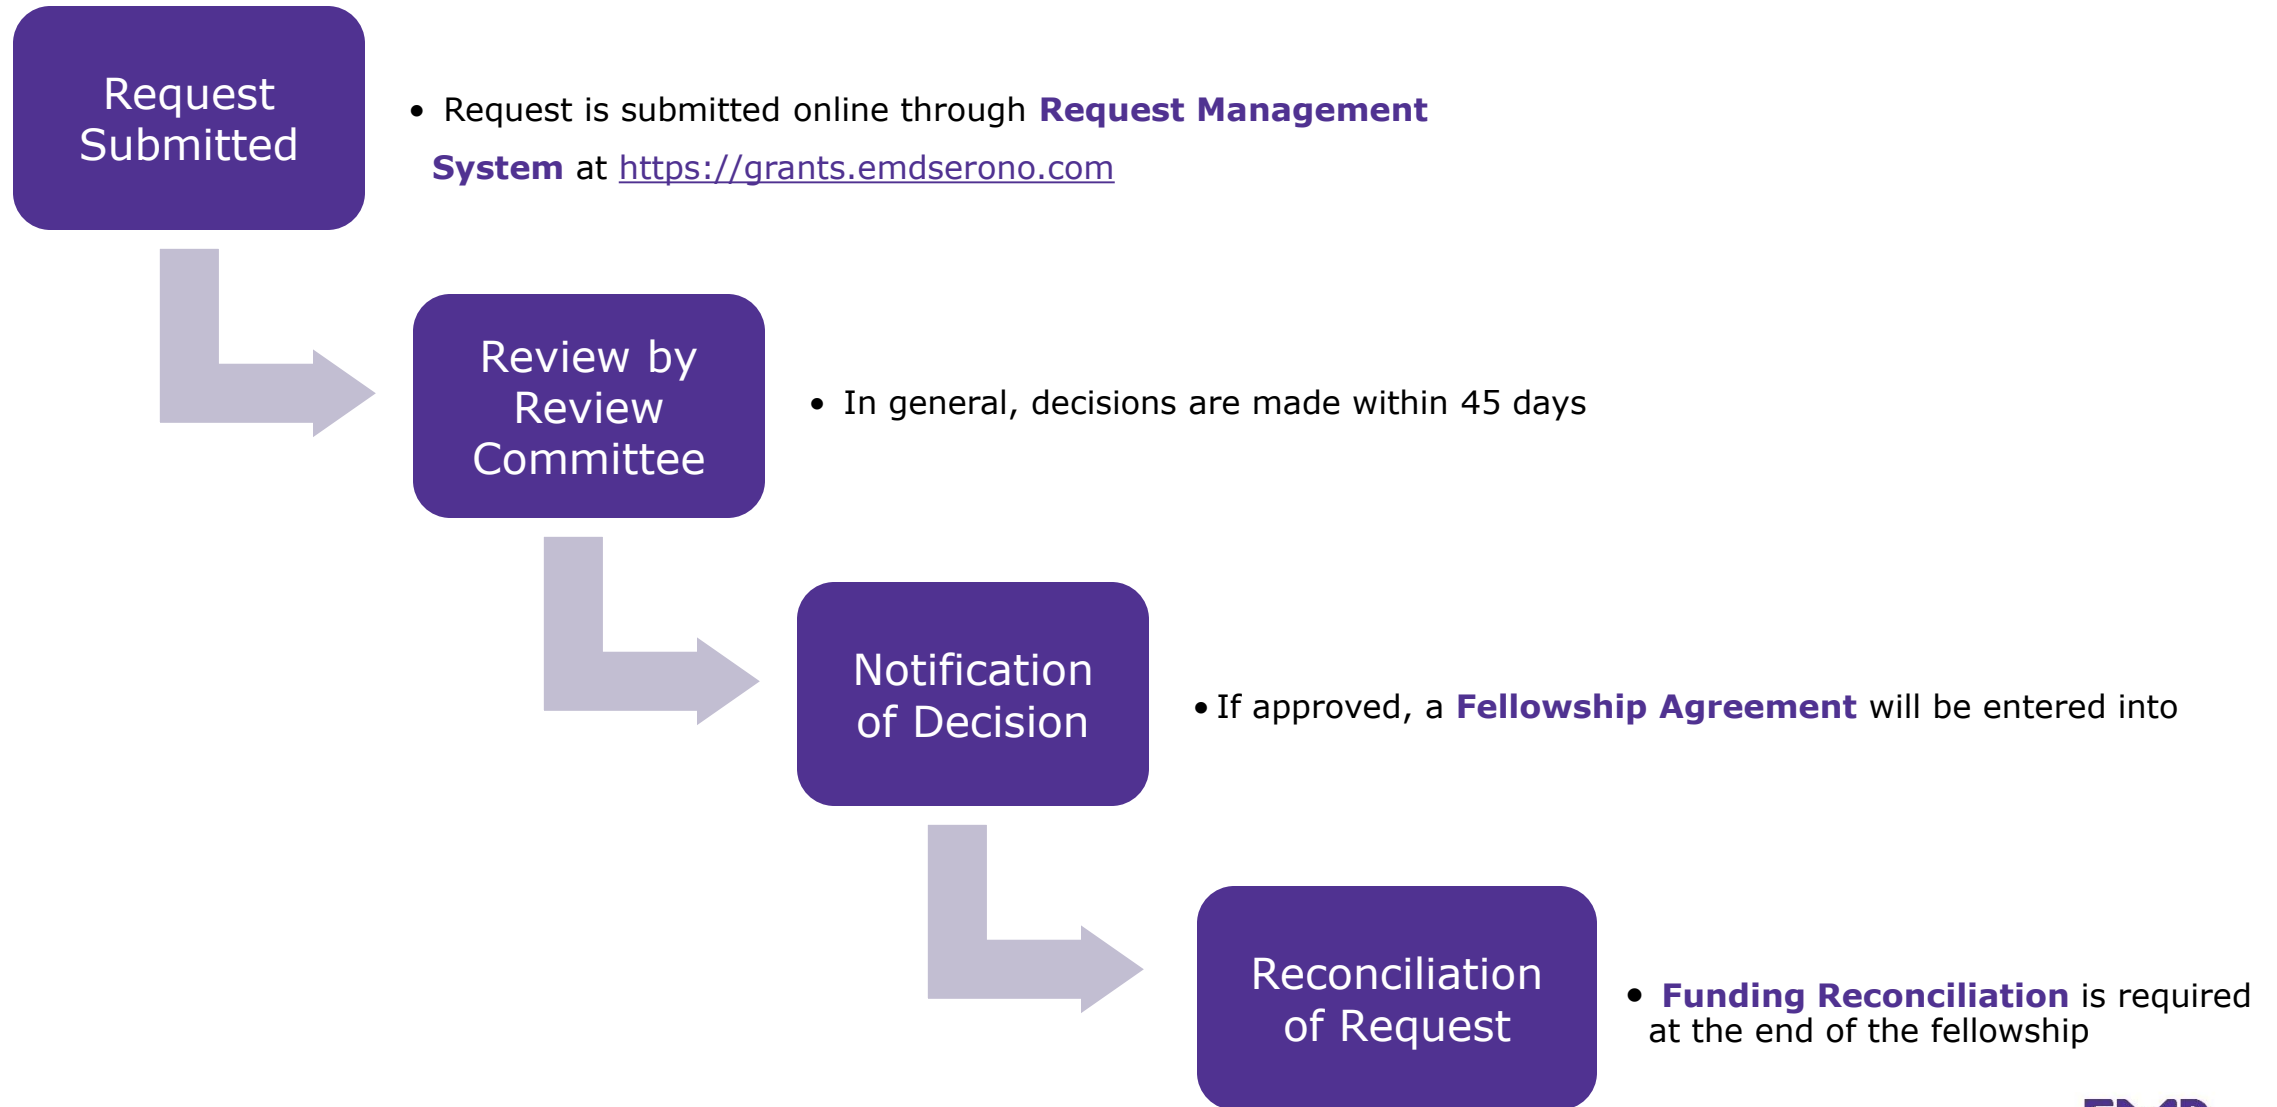 Request
Submitted
• Request is submitted online through Request Management
System at https://grants.emdserono.com
Review by
Review
Committee
• In general, decisions are made within 45 days
Notification
of Decision
• If approved, a Fellowship Agreement will be entered into
Reconciliation
of Request
• Funding Reconciliation is required
at the end of the fellowship